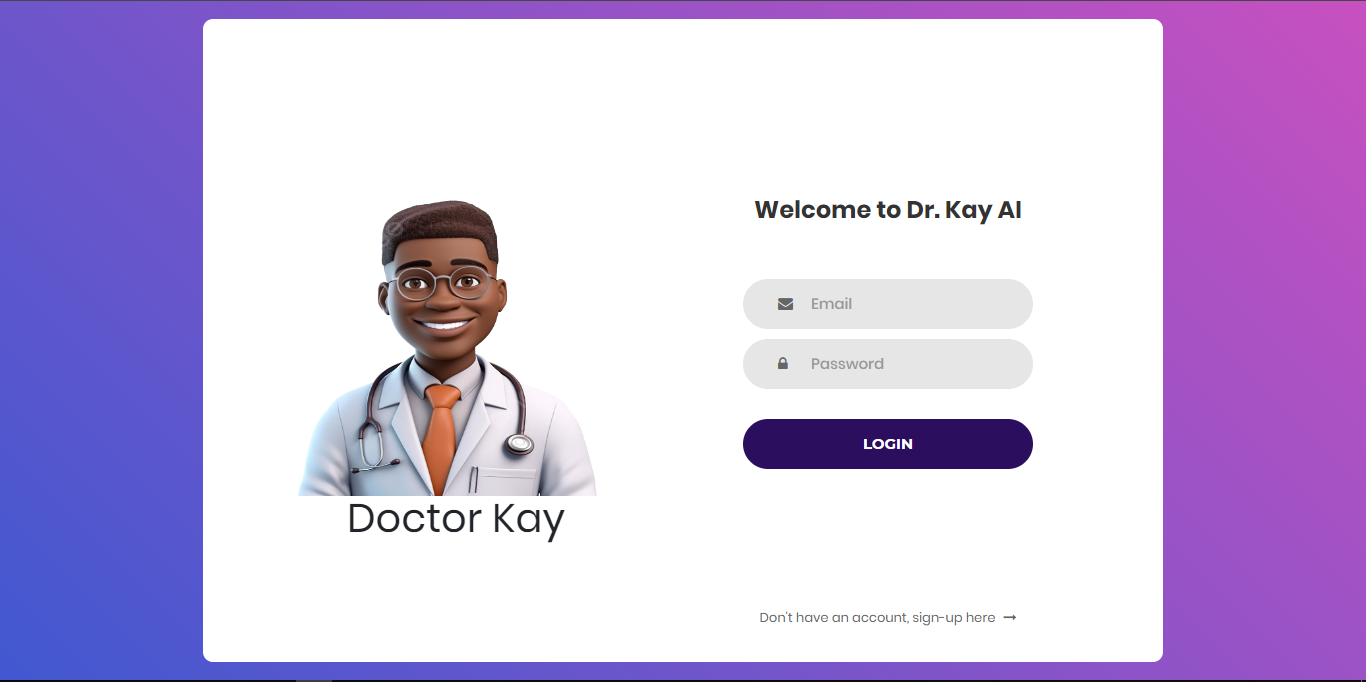 Welcome to Dr. Kay AI
Email
Password
LOGIN
Doctor Kay
Don't have an account, sign-up here →